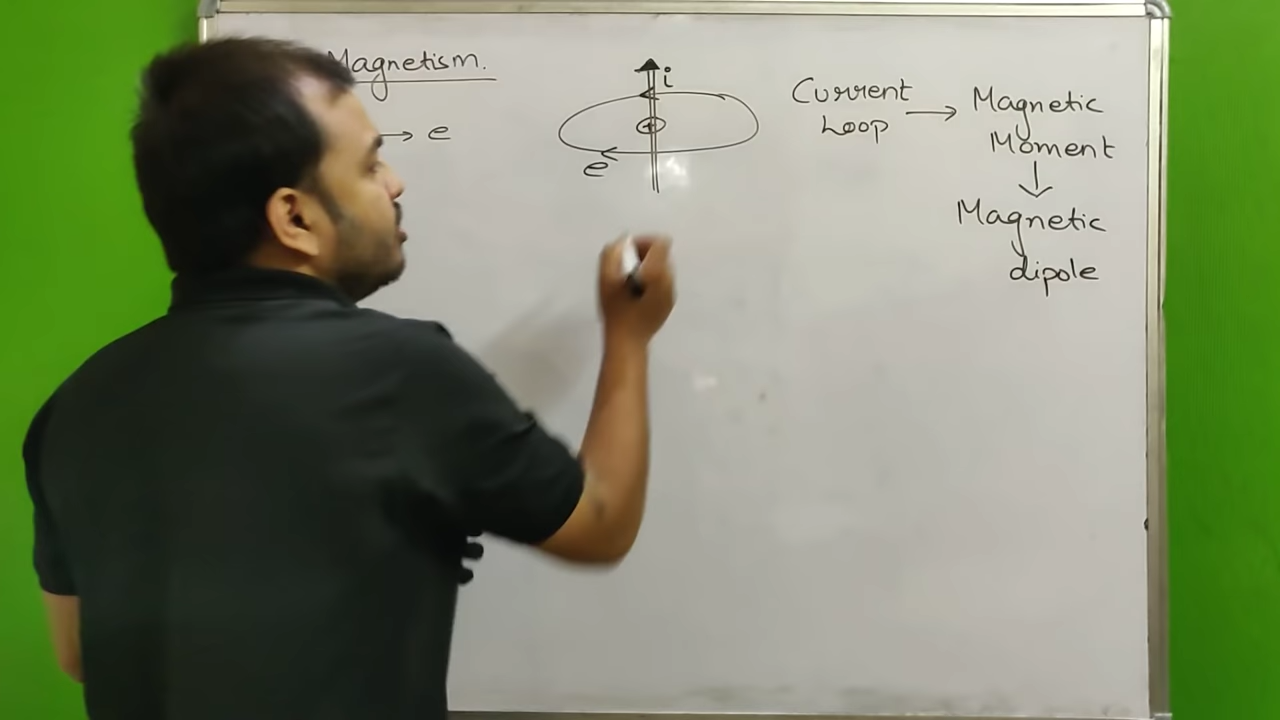 Magnetism.
→ e
i
+
e
Current
Loop → Magnetic
Moment
↓
Magnetic
dipole